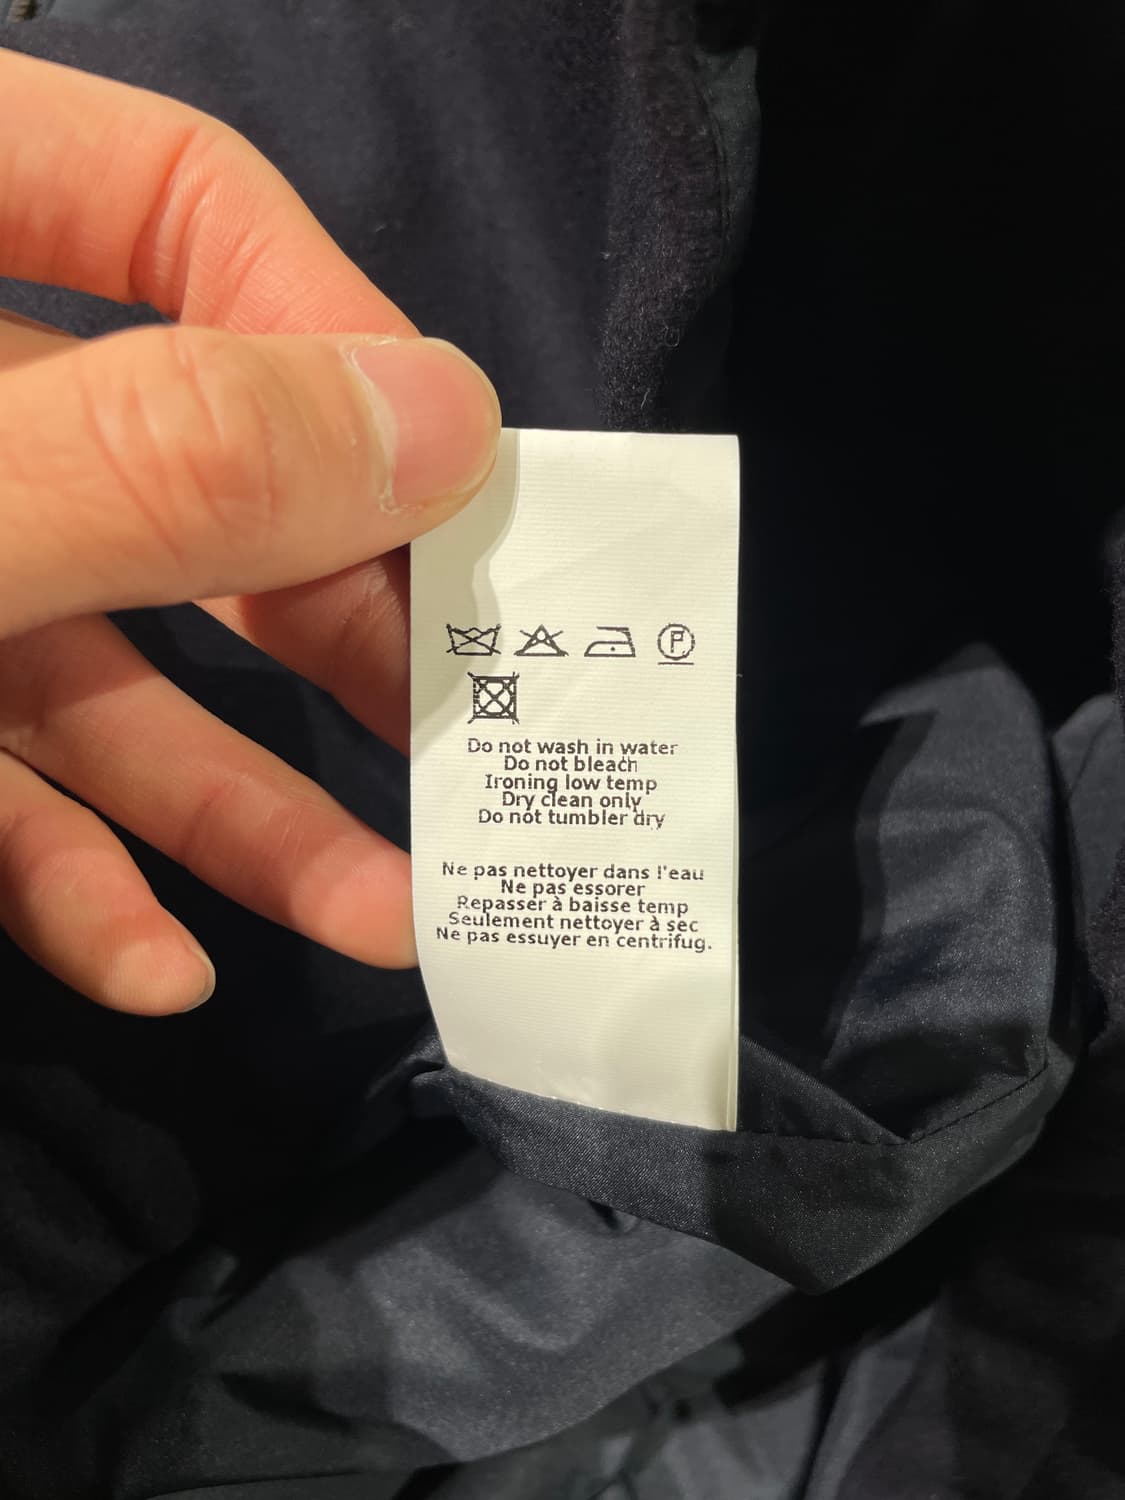 P
Do not wash in water
Do not bleach
Ironing low temp
Dry clean only
Do not tumbler dry
Ne pas nettoyer dans l'eau
Ne pas essorer
Repasser à baisse temp
Seulement nettoyer à sec
Ne pas essuyer en centrifug.